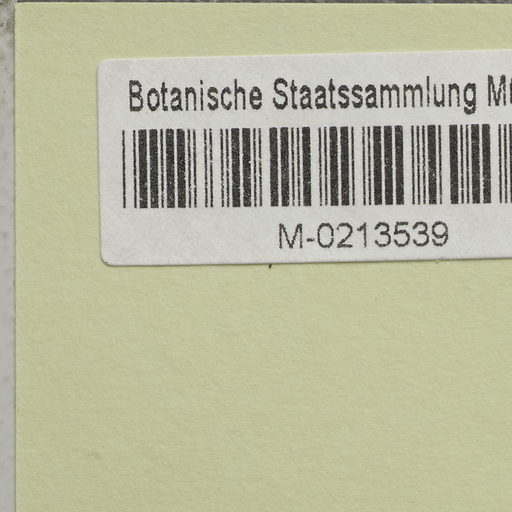 Botanische Staatssammlung
M-0213539